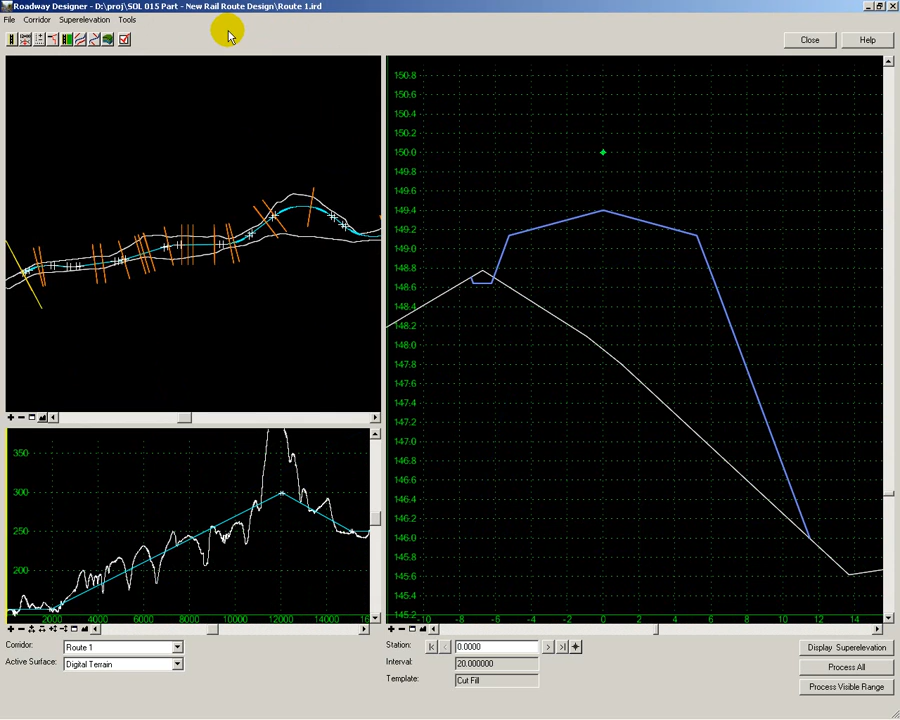 Roadway Designer - D:\proj\SOL 015 Part - New Rail Route Design\Route 1.ird
File Corridor Superelevation Tools
Close Help
150.8
150.6
150.4
150.2
150.0
149.8
149.6
149.4
149.2
149.0
148.8
148.6
148.4
148.2
148.0
147.8
147.6
147.4
147.2
147.0
146.8
146.6
146.4
146.2
146.0
145.8
145.6
145.4
145.2
-10 -8 -6 -4 -2 0 2 4 6 8 10 12 14
350
300
250
200
2000 4000 6000 8000 10000 12000 14000
Corridor: Route 1
Active Surface: Digital Terrain
Station: 0.0000
Interval: 20.000000
Template: Cut Fill
Display Superelevation
Process All
Process Visible Range